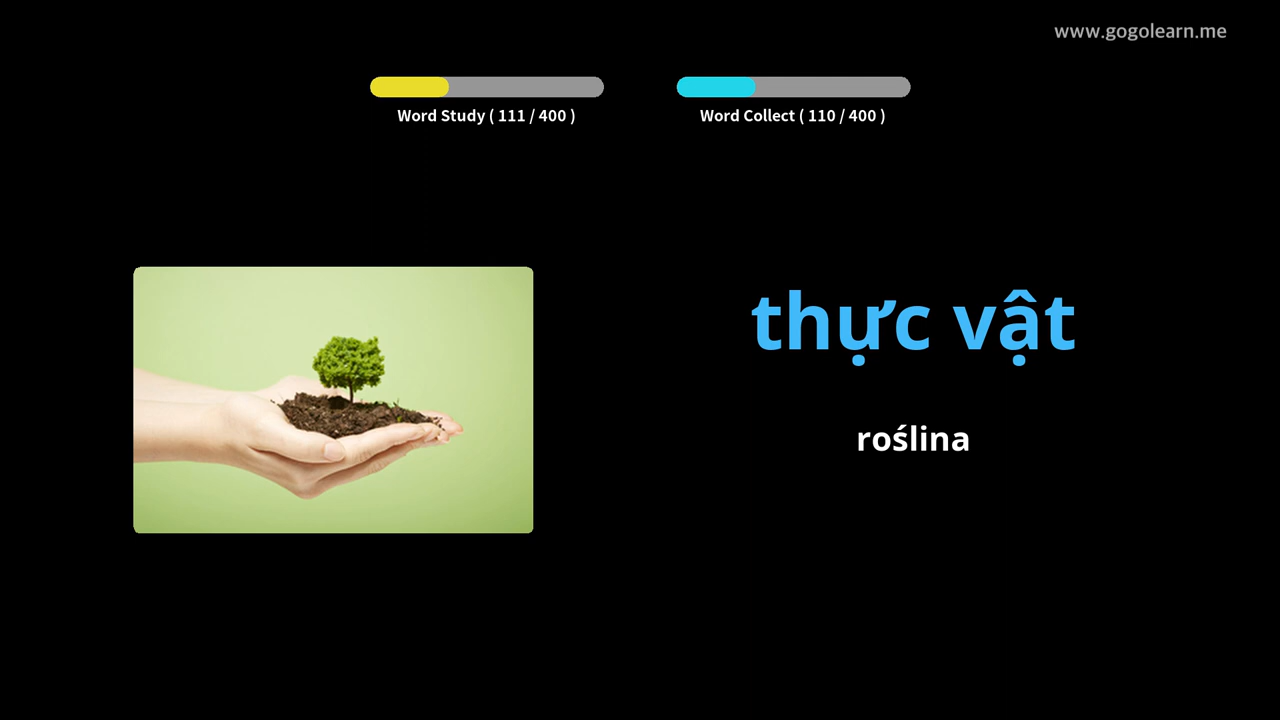 www.gogolearn.me
Word Study ( 111 / 400 )
Word Collect ( 110 / 400 )
thực vật
roślina